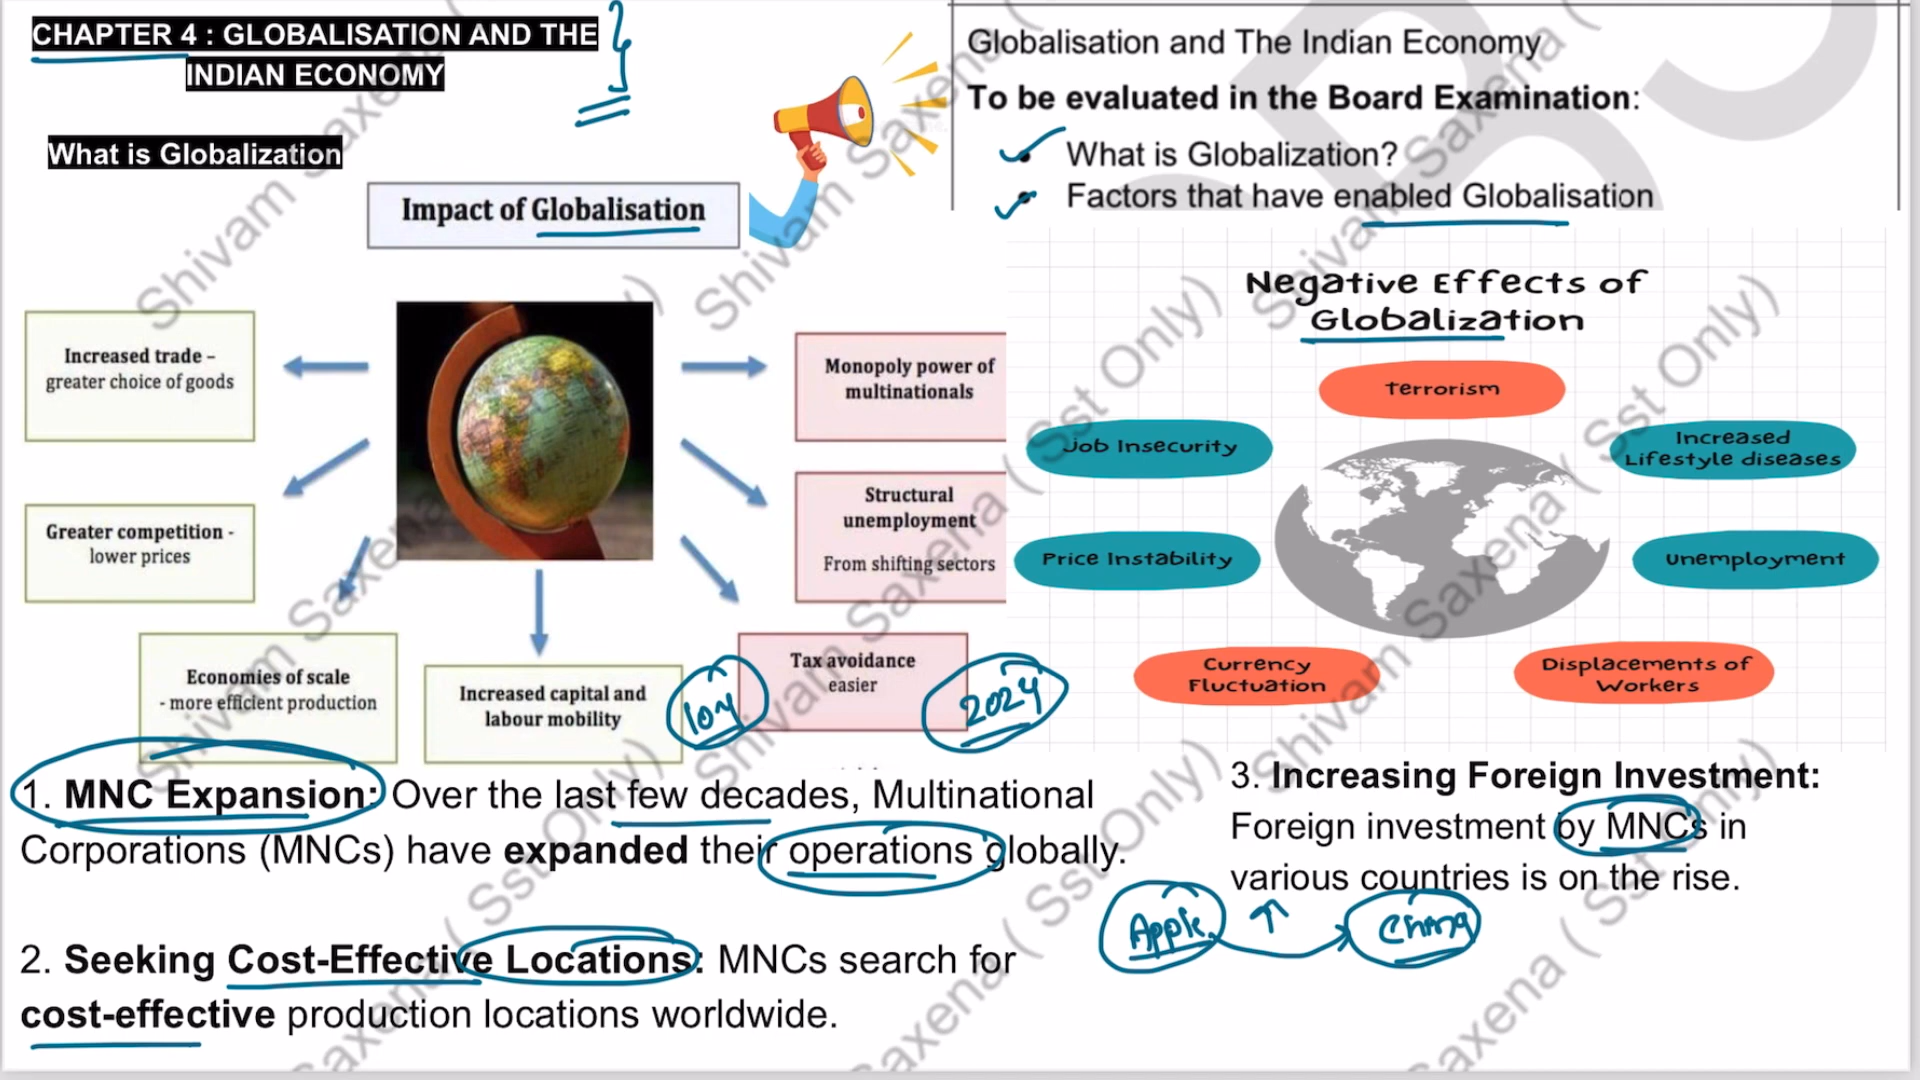 CHAPTER 4 : GLOBALISATION AND THE
INDIAN ECONOMY
What is Globalization
Impact of Globalisation
Increased trade –
greater choice of goods
Greater competition -
lower prices
Economies of scale
- more efficient production
Increased capital and
labour mobility
Monopoly power of
multinationals
Structural
unemployment
From shifting sectors
Tax avoidance
easier
2024
Globalisation and The Indian Economy
To be evaluated in the Board Examination:
What is Globalization?
Factors that have enabled Globalisation
Negative Effects of
Globalization
Terrorism
Job Insecurity
Increased
Lifestyle diseases
Price Instability
Unemployment
Currency
Fluctuation
Displacements of
Workers
1. MNC Expansion: Over the last few decades, Multinational
Corporations (MNCs) have expanded their operations globally.
2. Seeking Cost-Effective Locations: MNCs search for
cost-effective production locations worldwide.
3. Increasing Foreign Investment:
Foreign investment by MNCs in
various countries is on the rise.
Apple
China
Shivam Saxena ( Sst Only)